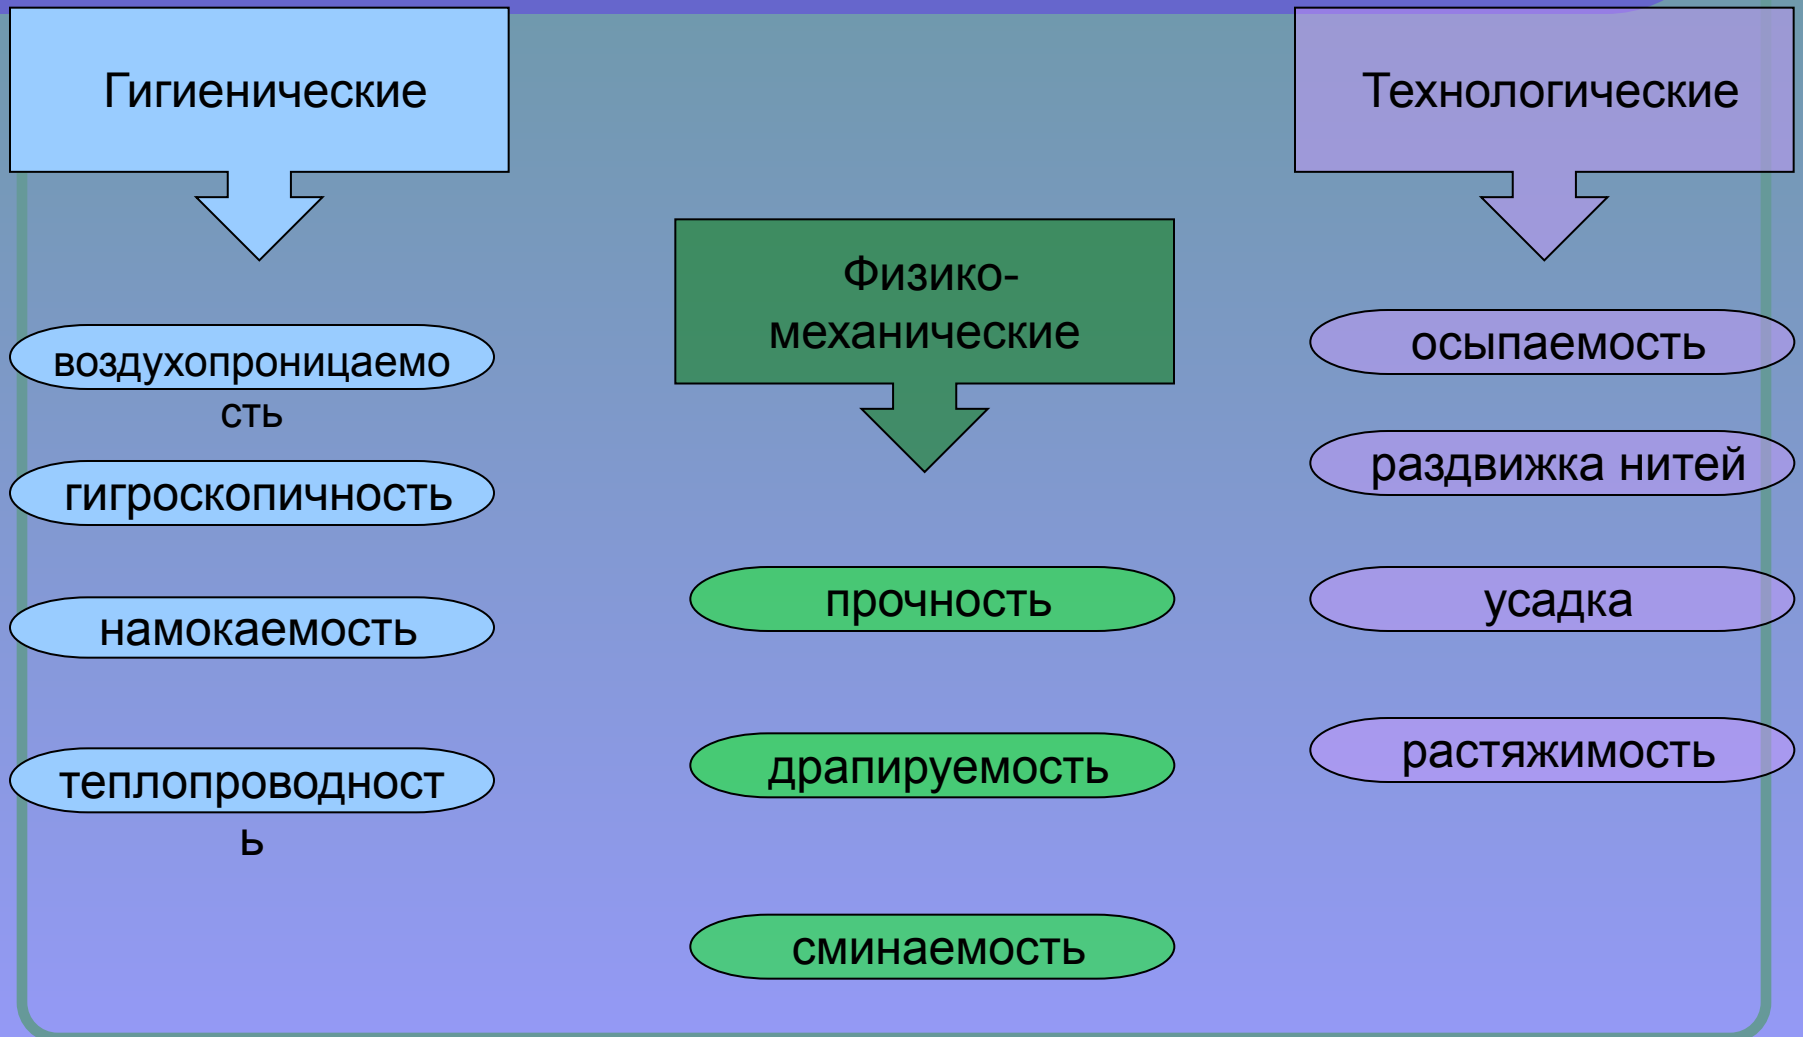 Гигиенические
воздухопроницаемо
сть
гигроскопичность
намокаемость
теплопроводност
ь
Физико-
механические
прочность
драпируемость
сминаемость
Технологические
осыпаемость
раздвижка нитей
усадка
растяжимость